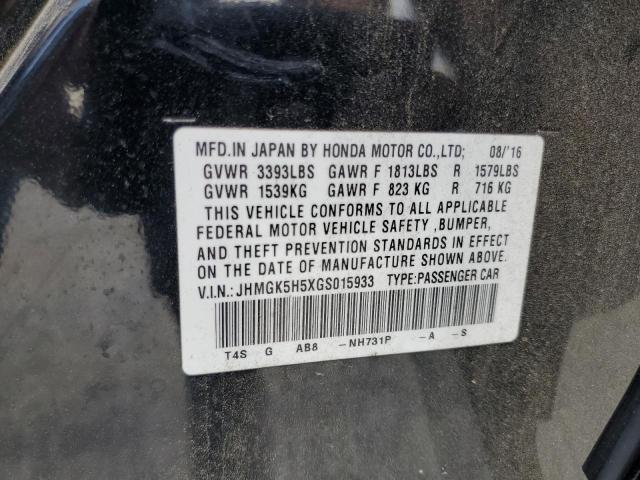 MFD.IN JAPAN BY HONDA MOTOR CO.,LTD; 08/'16
GVWR 3393LBS GAWR F 1813LBS R 1579LBS
GVWR 1539KG GAWR F 823 KG R 716 KG
THIS VEHICLE CONFORMS TO ALL APPLICABLE
FEDERAL MOTOR VEHICLE SAFETY ,BUMPER,
AND THEFT PREVENTION STANDARDS IN EFFECT
ON THE DATE OF MANUFACTURE SHOWN ABOVE.
V.I.N.:JHMGK5H5XGS015933 TYPE:PASSENGER CAR
T4S G AB8 -NH731P -A -S